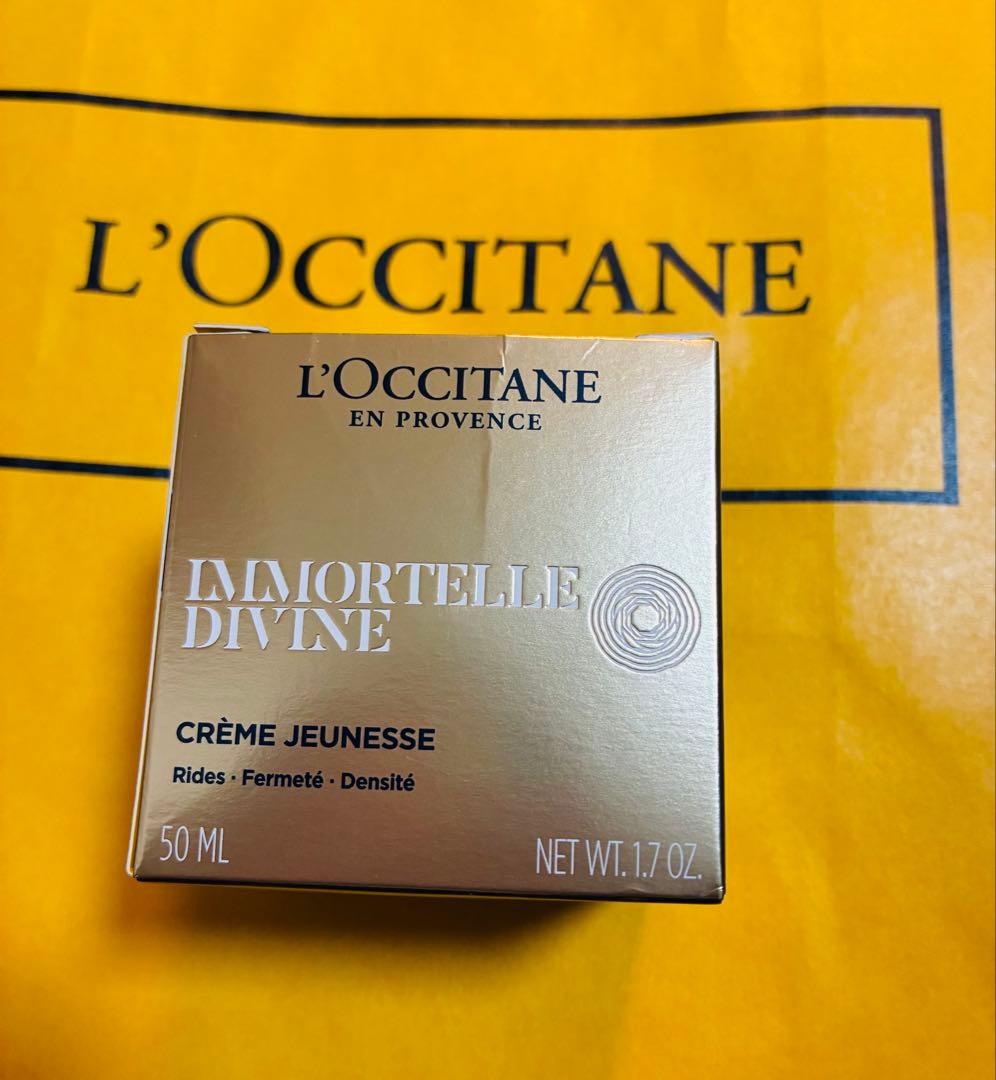 L'OCCITANE
L'OCCITANE
EN PROVENCE
IMMORTELLE
DIVINE
CRÈME JEUNESSE
Rides · Fermeté · Densité
50 ML
NET WT. 1.7 OZ.